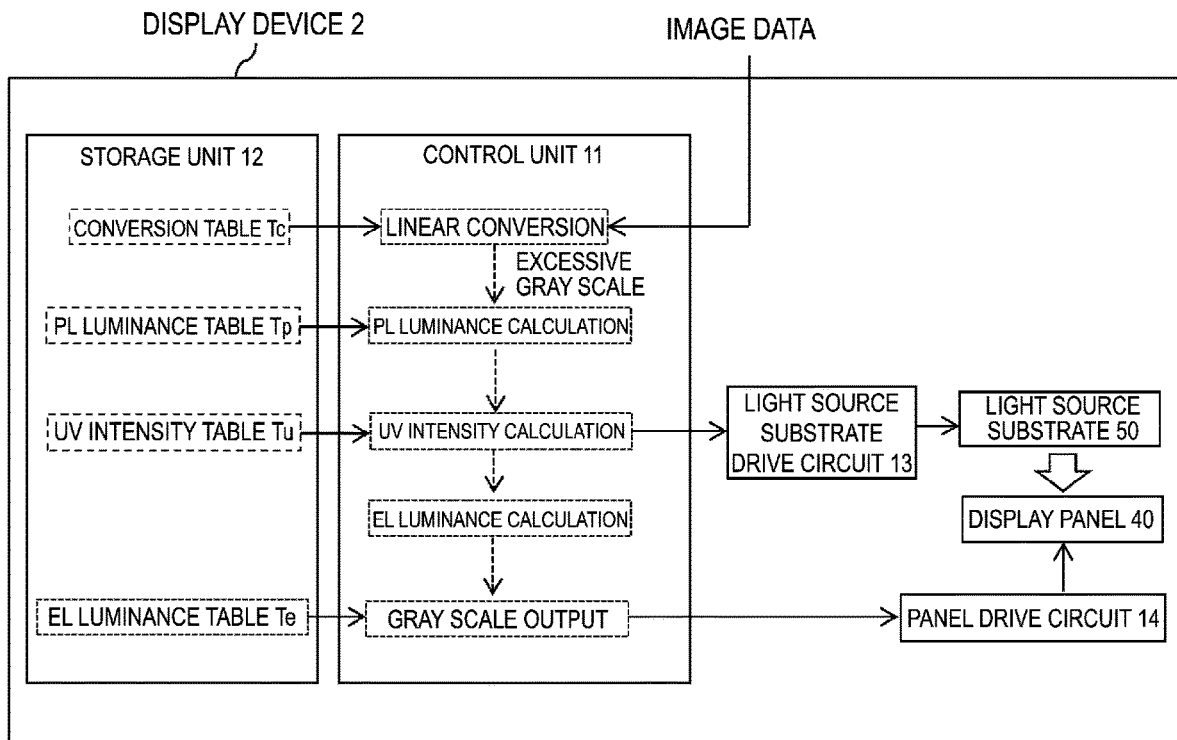 DISPLAY DEVICE 2
IMAGE DATA
STORAGE UNIT 12
CONTROL UNIT 11
CONVERSION TABLE Tc
LINEAR CONVERSION
EXCESSIVE
GRAY SCALE
PL LUMINANCE TABLE Tp
PL LUMINANCE CALCULATION
UV INTENSITY TABLE Tu
UV INTENSITY CALCULATION
LIGHT SOURCE
SUBSTRATE
DRIVE CIRCUIT 13
LIGHT SOURCE
SUBSTRATE 50
EL LUMINANCE CALCULATION
DISPLAY PANEL 40
EL LUMINANCE TABLE Te
GRAY SCALE OUTPUT
PANEL DRIVE CIRCUIT 14